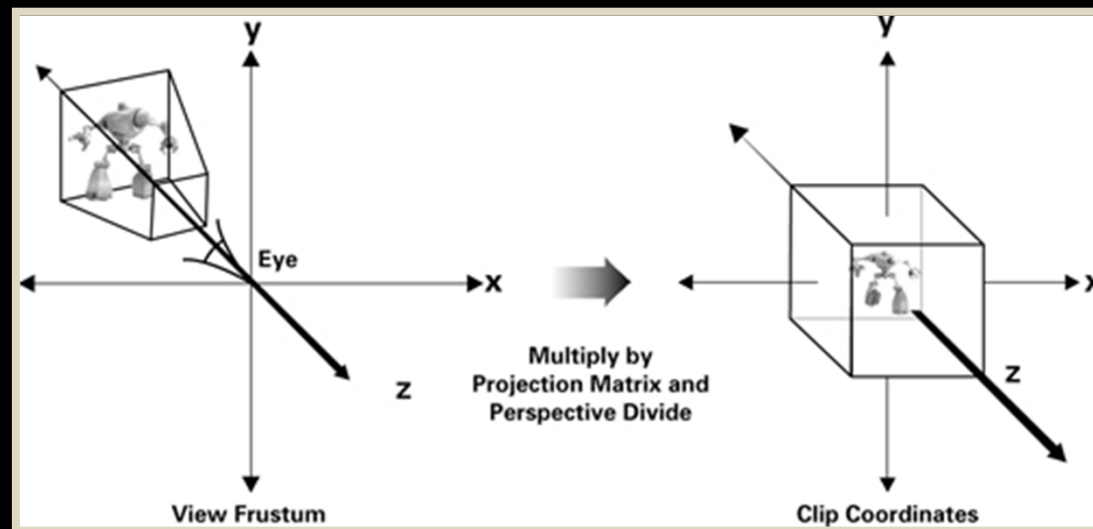 y
y
Eye
x
x
Multiply by
Projection Matrix and
Perspective Divide
z
z
View Frustum
Clip Coordinates